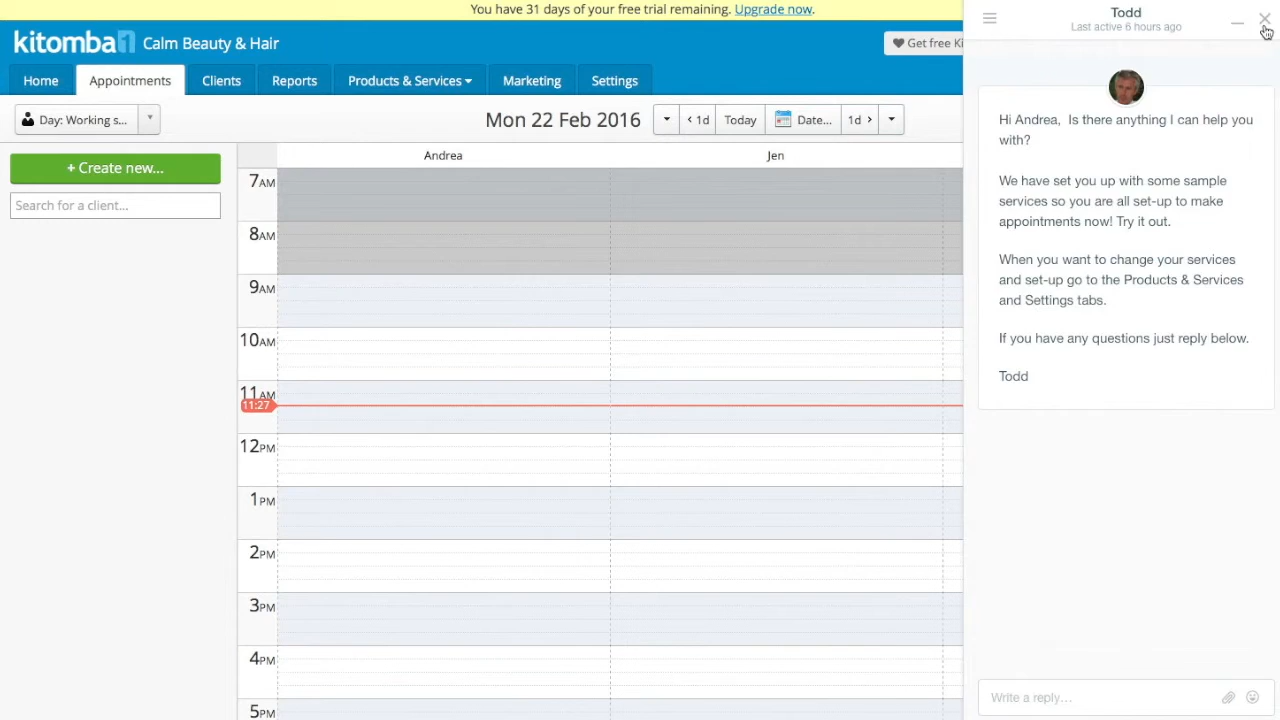 You have 31 days of your free trial remaining. Upgrade now.
kitomba1 Calm Beauty & Hair
Get free Ki
Home Appointments Clients Reports Products & Services Marketing Settings
Day: Working s...
Mon 22 Feb 2016
1d Today Date... 1d
+ Create new...
Search for a client...
Andrea Jen
7AM
8AM
9AM
10AM
11AM
11:27
12PM
1PM
2PM
3PM
4PM
5PM
Todd
Last active 6 hours ago
Hi Andrea, Is there anything I can help you
with?
We have set you up with some sample
services so you are all set-up to make
appointments now! Try it out.
When you want to change your services
and set-up go to the Products & Services
and Settings tabs.
If you have any questions just reply below.
Todd
Write a reply...